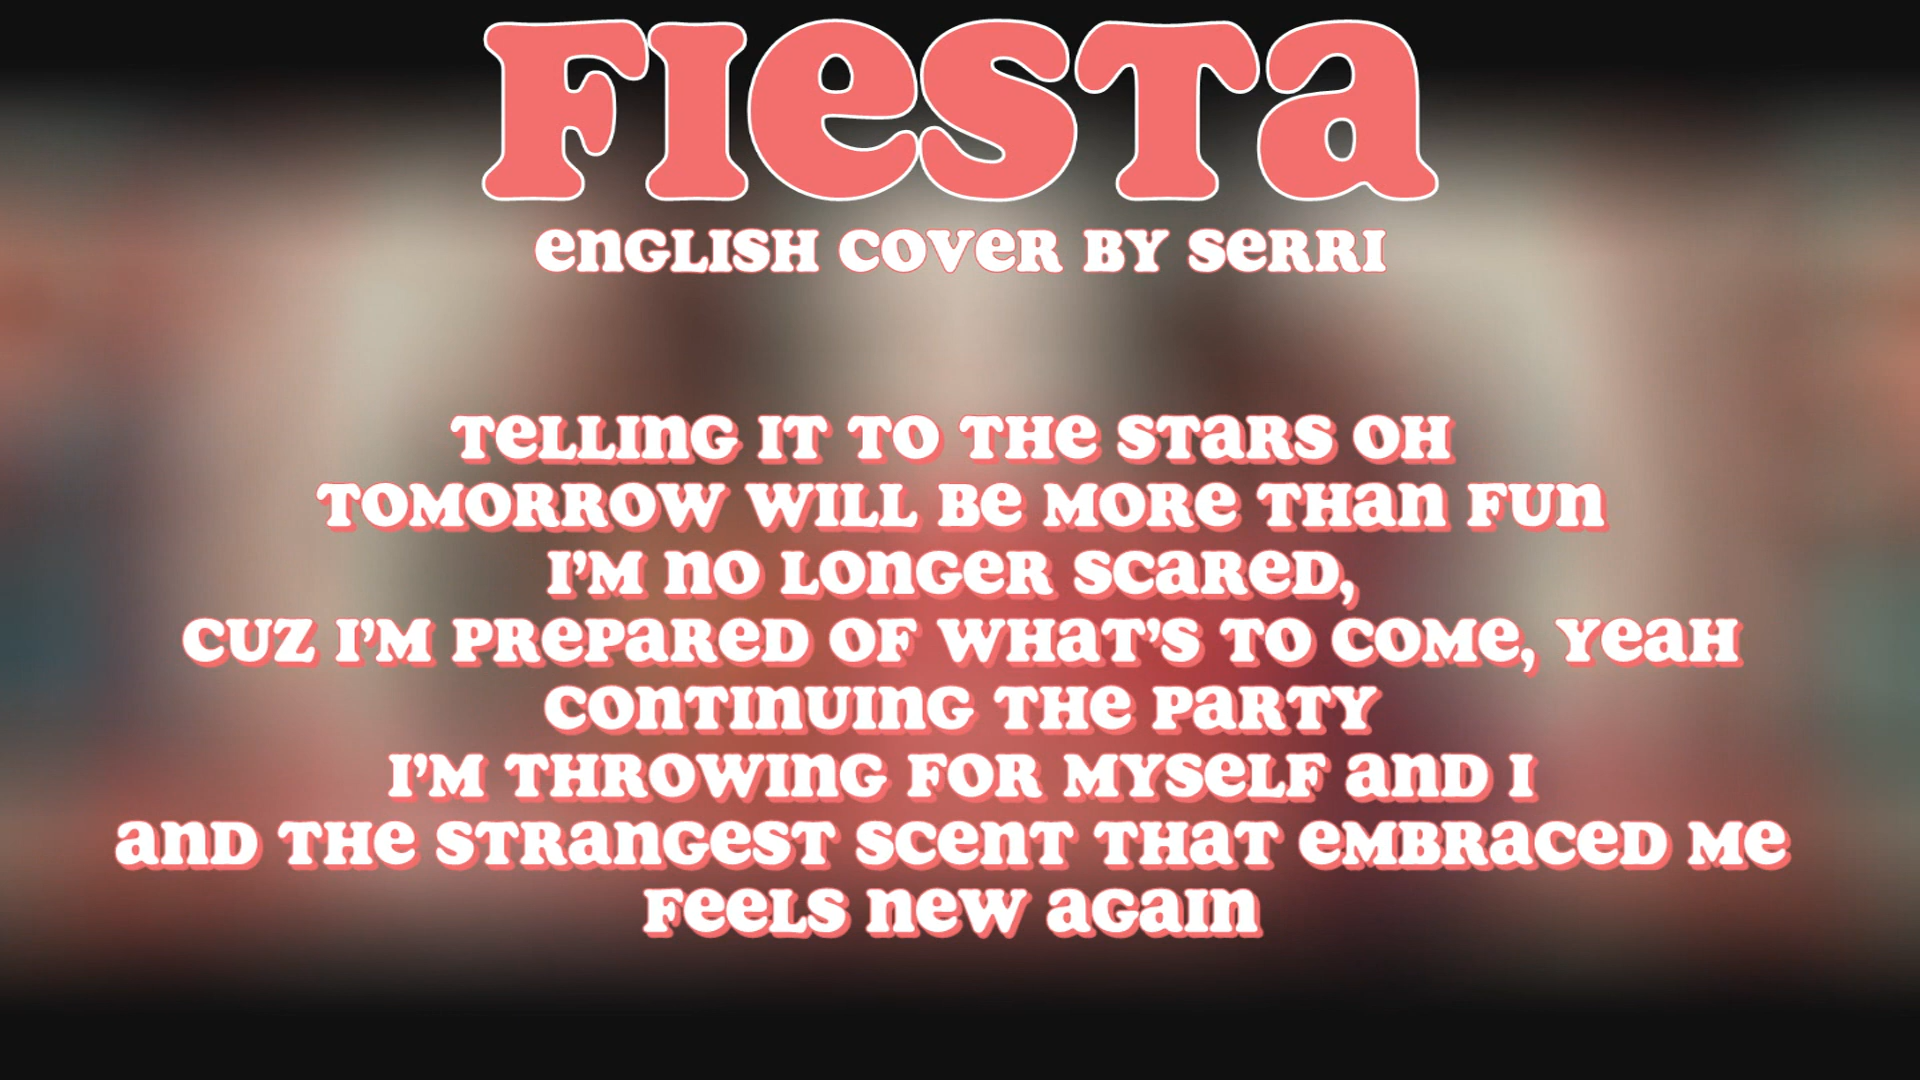 FIESTA
ENGLISH COVER BY SERRI
TELLING IT TO THE STARS OH
TOMORROW WILL BE MORE THAN FUN
I'M NO LONGER SCARED,
CUZ I'M PREPARED OF WHAT'S TO COME, YEAH
CONTINUING THE PARTY
I'M THROWING FOR MYSELF AND I
AND THE STRANGEST SCENT THAT EMBRACED ME
FEELS NEW AGAIN